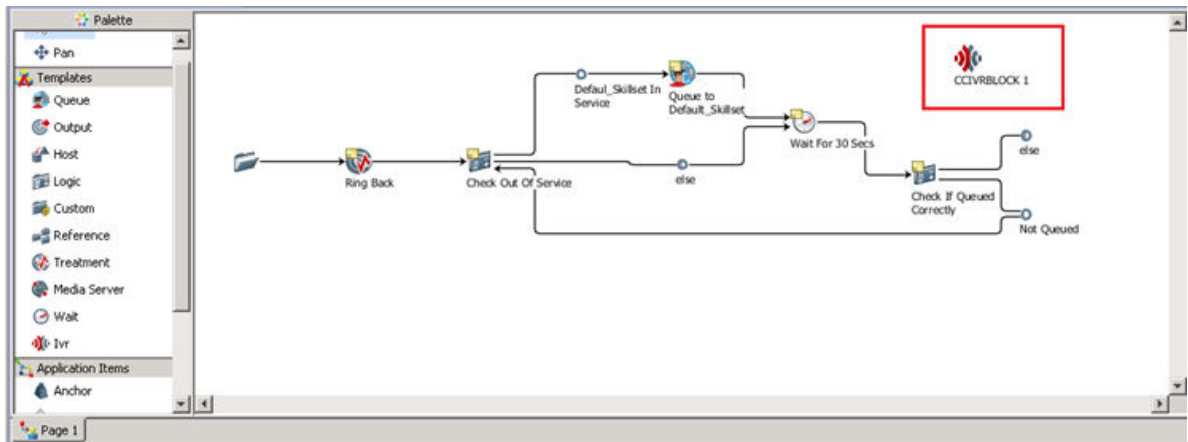 Palette
Pan
Templates
Queue
Output
Host
Logic
Custom
Reference
Treatment
Media Server
Wait
Ivr
Application Items
Anchor
Ring Back
Check Out Of Service
Defaul_Skillset In
Service
Queue to
Default_Skillset
else
Wait For 30 Secs
CCIVRBLOCK 1
else
Check If Queued
Correctly
Not Queued
Page 1